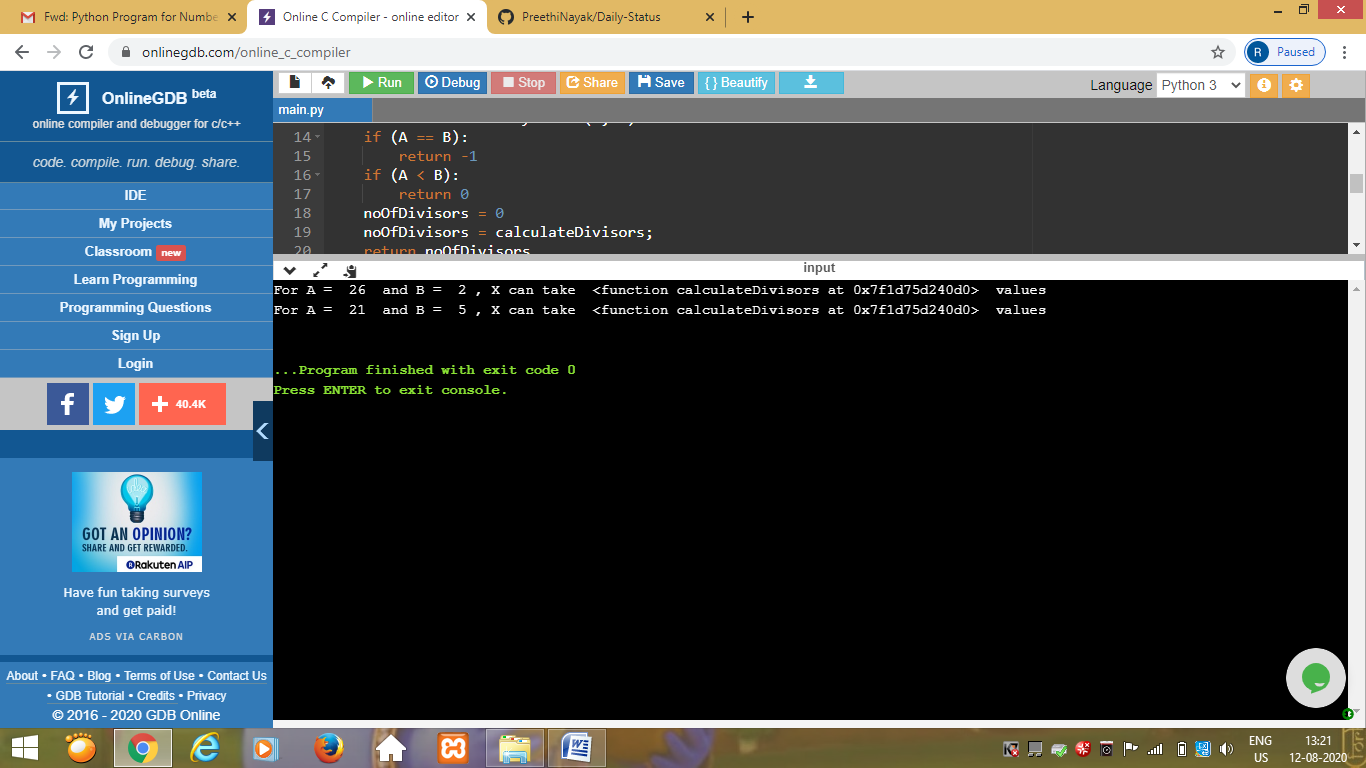 Fwd: Python Program for Numbe
Online C Compiler - online editor
PreethiNayak/Daily-Status
onlinegdb.com/online_c_compiler
R Paused
OnlineGDB beta
online compiler and debugger for c/c++
code. compile. run. debug. share.
IDE
My Projects
Classroom new
Learn Programming
Programming Questions
Sign Up
Login
40.4K
GOT AN OPINION?
SHARE AND GET REWARDED.
Rakuten AIP
Have fun taking surveys
and get paid!
ADS VIA CARBON
About • FAQ • Blog • Terms of Use • Contact Us
• GDB Tutorial • Credits • Privacy
© 2016 - 2020 GDB Online
Run Debug Stop Share Save { } Beautify
Language Python 3
main.py
14 if (A == B):
15 return -1
16 if (A < B):
17 return 0
18 noOfDivisors = 0
19 noOfDivisors = calculateDivisors;
20 return noOfDivisors
input
For A = 26 and B = 2 , X can take <function calculateDivisors at 0x7f1d75d240d0> values
For A = 21 and B = 5 , X can take <function calculateDivisors at 0x7f1d75d240d0> values
...Program finished with exit code 0
Press ENTER to exit console.
ENG
US
13:21
12-08-2020